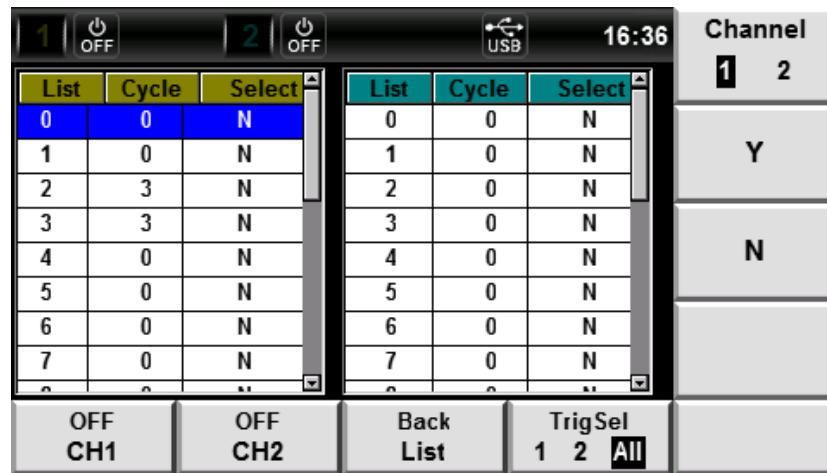 1 OFF 2 OFF USB 16:36
Channel
1 2
List Cycle Select List Cycle Select
0 0 N 0 0 N
1 0 N 1 0 N
2 3 N 2 0 N
3 3 N 3 0 N
4 0 N 4 0 N
5 0 N 5 0 N
6 0 N 6 0 N
7 0 N 7 0 N
Y
N
OFF
CH1
OFF
CH2
Back
List
TrigSel
1 2 All